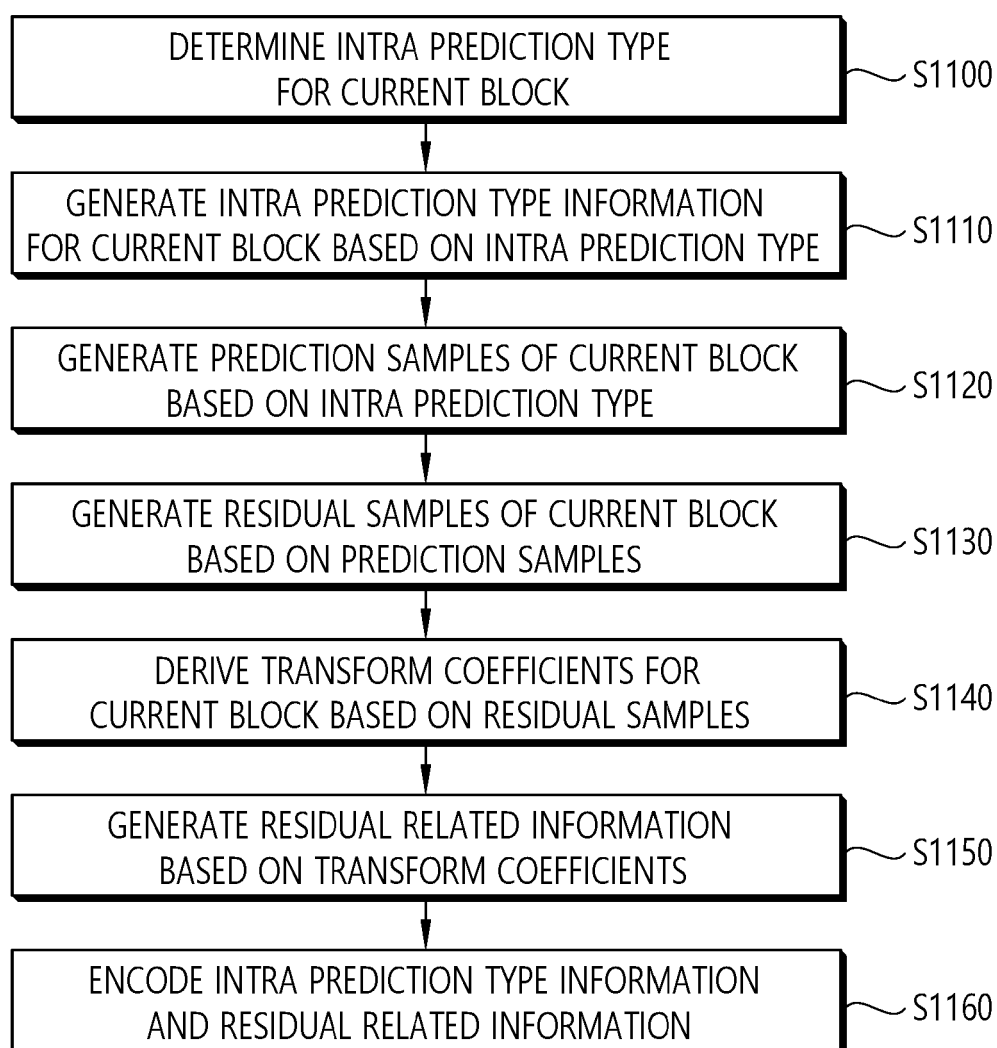 DETERMINE INTRA PREDICTION TYPE
FOR CURRENT BLOCK
S1100
GENERATE INTRA PREDICTION TYPE INFORMATION
FOR CURRENT BLOCK BASED ON INTRA PREDICTION TYPE
S1110
GENERATE PREDICTION SAMPLES OF CURRENT BLOCK
BASED ON INTRA PREDICTION TYPE
S1120
GENERATE RESIDUAL SAMPLES OF CURRENT BLOCK
BASED ON PREDICTION SAMPLES
S1130
DERIVE TRANSFORM COEFFICIENTS FOR
CURRENT BLOCK BASED ON RESIDUAL SAMPLES
S1140
GENERATE RESIDUAL RELATED INFORMATION
BASED ON TRANSFORM COEFFICIENTS
S1150
ENCODE INTRA PREDICTION TYPE INFORMATION
AND RESIDUAL RELATED INFORMATION
S1160